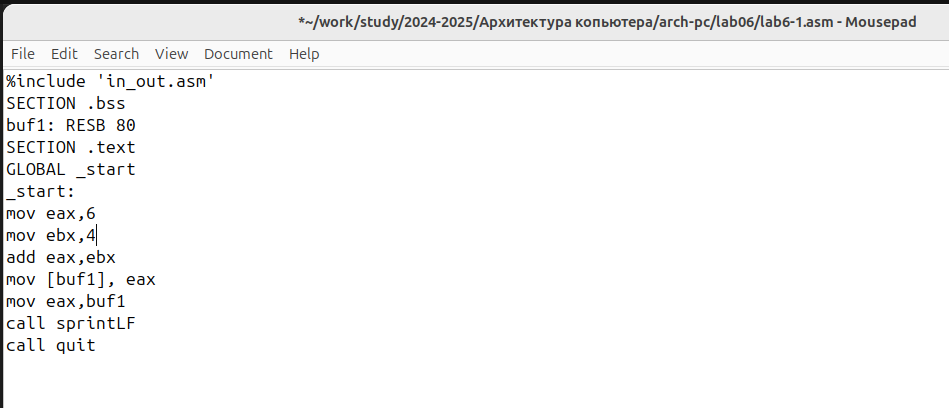 *~/work/study/2024-2025/Архитектура копьютера/arch-pc/lab06/lab6-1.asm - Mousepad
File Edit Search View Document Help
%include 'in_out.asm'
SECTION .bss
buf1: RESB 80
SECTION .text
GLOBAL _start
_start:
mov eax,6
mov ebx,4
add eax,ebx
mov [buf1], eax
mov eax,buf1
call sprintLF
call quit